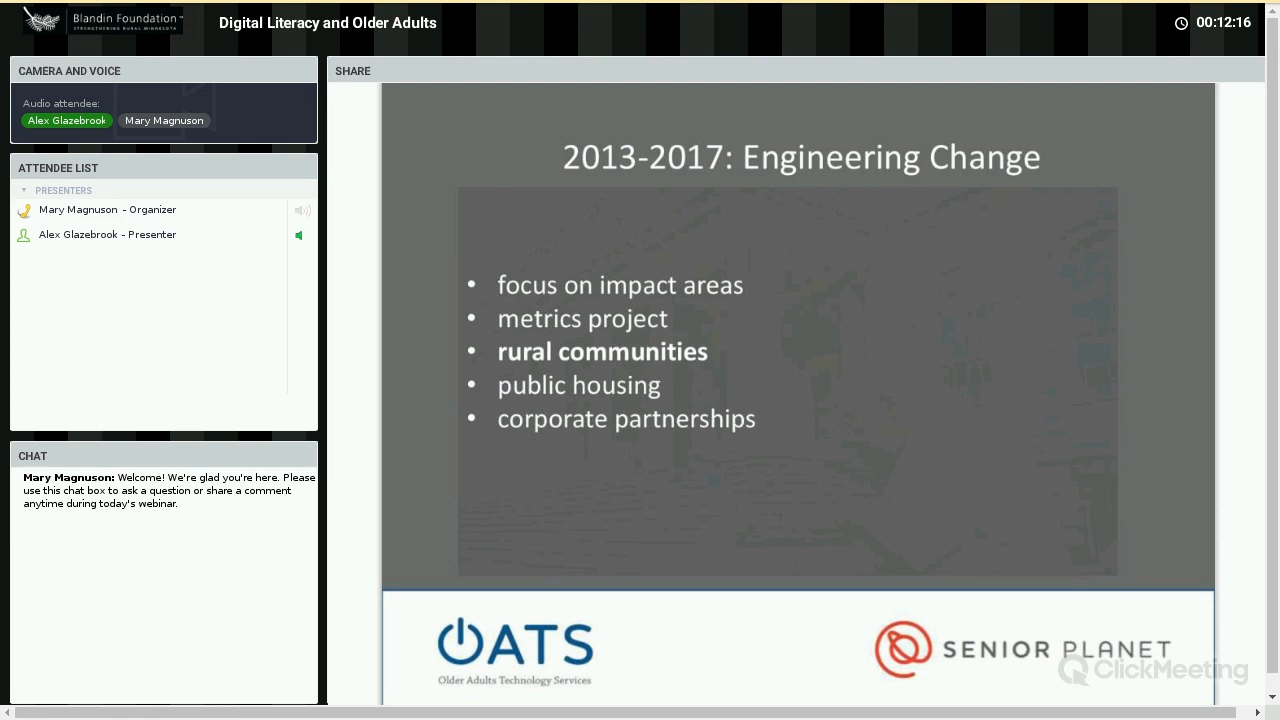 Blandin Foundation™
STRENGTHENING RURAL MINNESOTA
Digital Literacy and Older Adults
00:12:16
CAMERA AND VOICE
Audio attendee:
Alex Glazebrook
Mary Magnuson
ATTENDEE LIST
PRESENTERS
Mary Magnuson - Organizer
Alex Glazebrook - Presenter
CHAT
Mary Magnuson: Welcome! We're glad you're here. Please
use this chat box to ask a question or share a comment
anytime during today's webinar.
SHARE
2013-2017: Engineering Change
• focus on impact areas
• metrics project
• rural communities
• public housing
• corporate partnerships
OATS
Older Adults Technology Services
SENIOR PLANET
ClickMeeting